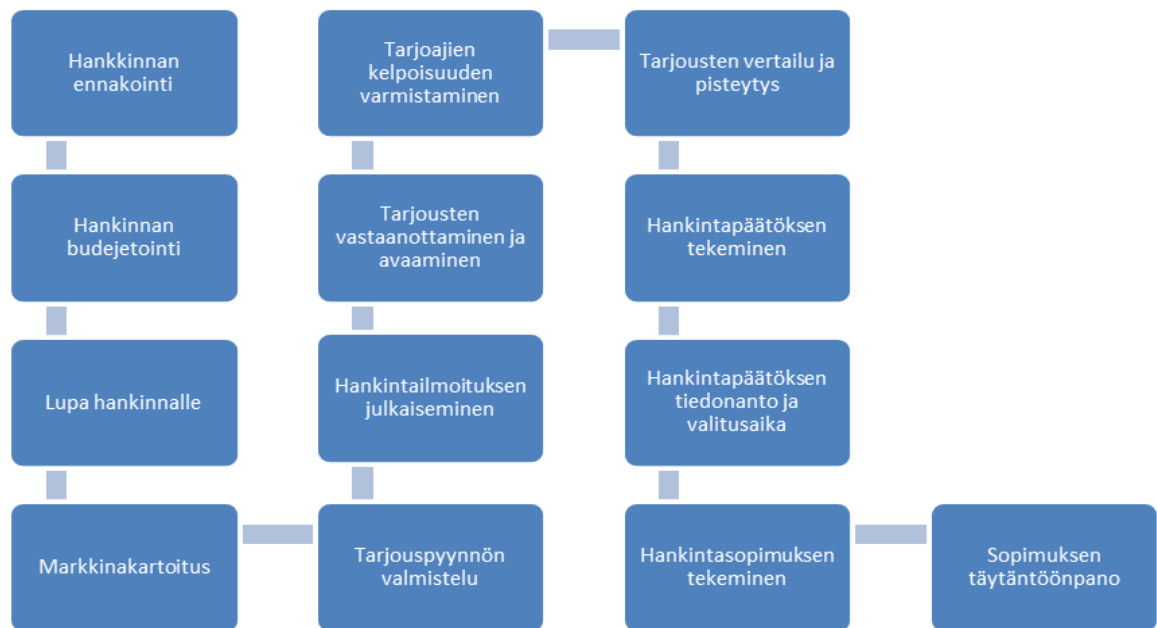 Hankkinnan
ennakointi
Hankinnan
budejetointi
Lupa hankinnalle
Markkinakartoitus
Tarjouspyynnön
valmistelu
Hankintailmoituksen
julkaiseminen
Tarjousten
vastaanottaminen ja
avaaminen
Tarjoajien
kelpoisuuden
varmistaminen
Tarjousten vertailu ja
pisteytys
Hankintapäätöksen
tekeminen
Hankintapäätöksen
tiedonanto ja
valitusaika
Hankintasopimuksen
tekeminen
Sopimuksen
täytäntöönpano